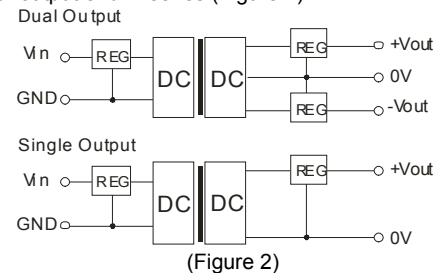 Dual Output
Vin REG REG +Vout
DC DC 0V
GND REG -Vout
Single Output
Vin REG REG +Vout
DC DC
GND 0V
(Figure 2)